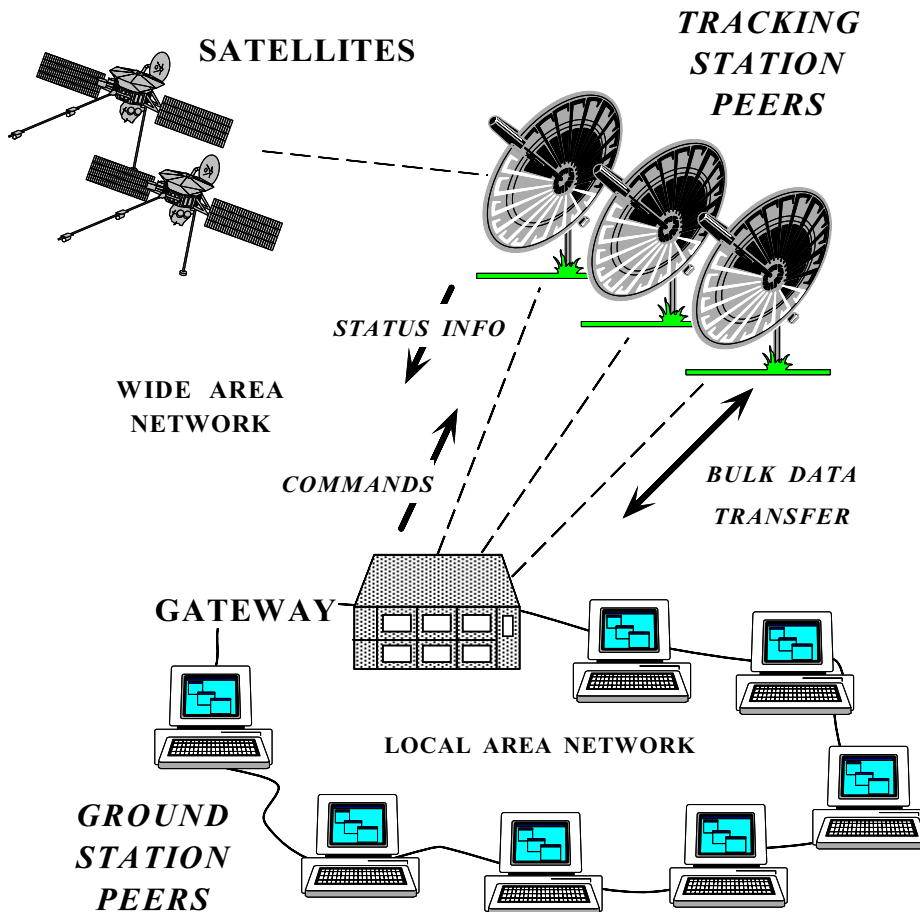 SATELLITES
TRACKING
STATION
PEERS
STATUS INFO
WIDE AREA
NETWORK
COMMANDS
BULK DATA
TRANSFER
GATEWAY
LOCAL AREA NETWORK
GROUND
STATION
PEERS